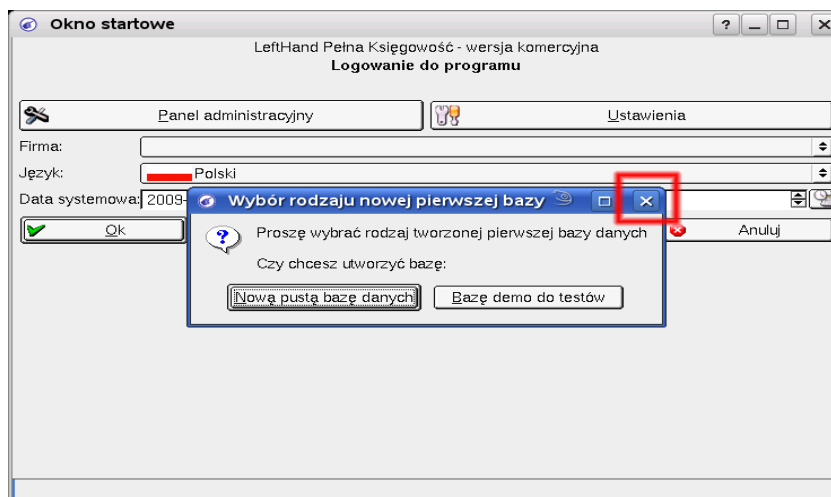 Okno startowe
LeftHand Pełna Księgowość - wersja komercyjna
Logowanie do programu
Panel administracyjny
Ustawienia
Firma:
Język: Polski
Data systemowa: 2009-
Wybór rodzaju nowej pierwszej bazy
Proszę wybrać rodzaj tworzonej pierwszej bazy danych
Czy chcesz utworzyć bazę:
Nową pustą bazę danych
Bazę demo do testów
Ok
Anuluj